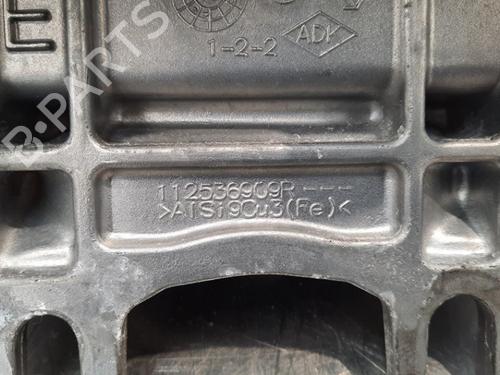 E
1-2-2
ADK
112536909R---
>AlSi9Cu3(Fe)<
B-PARTS